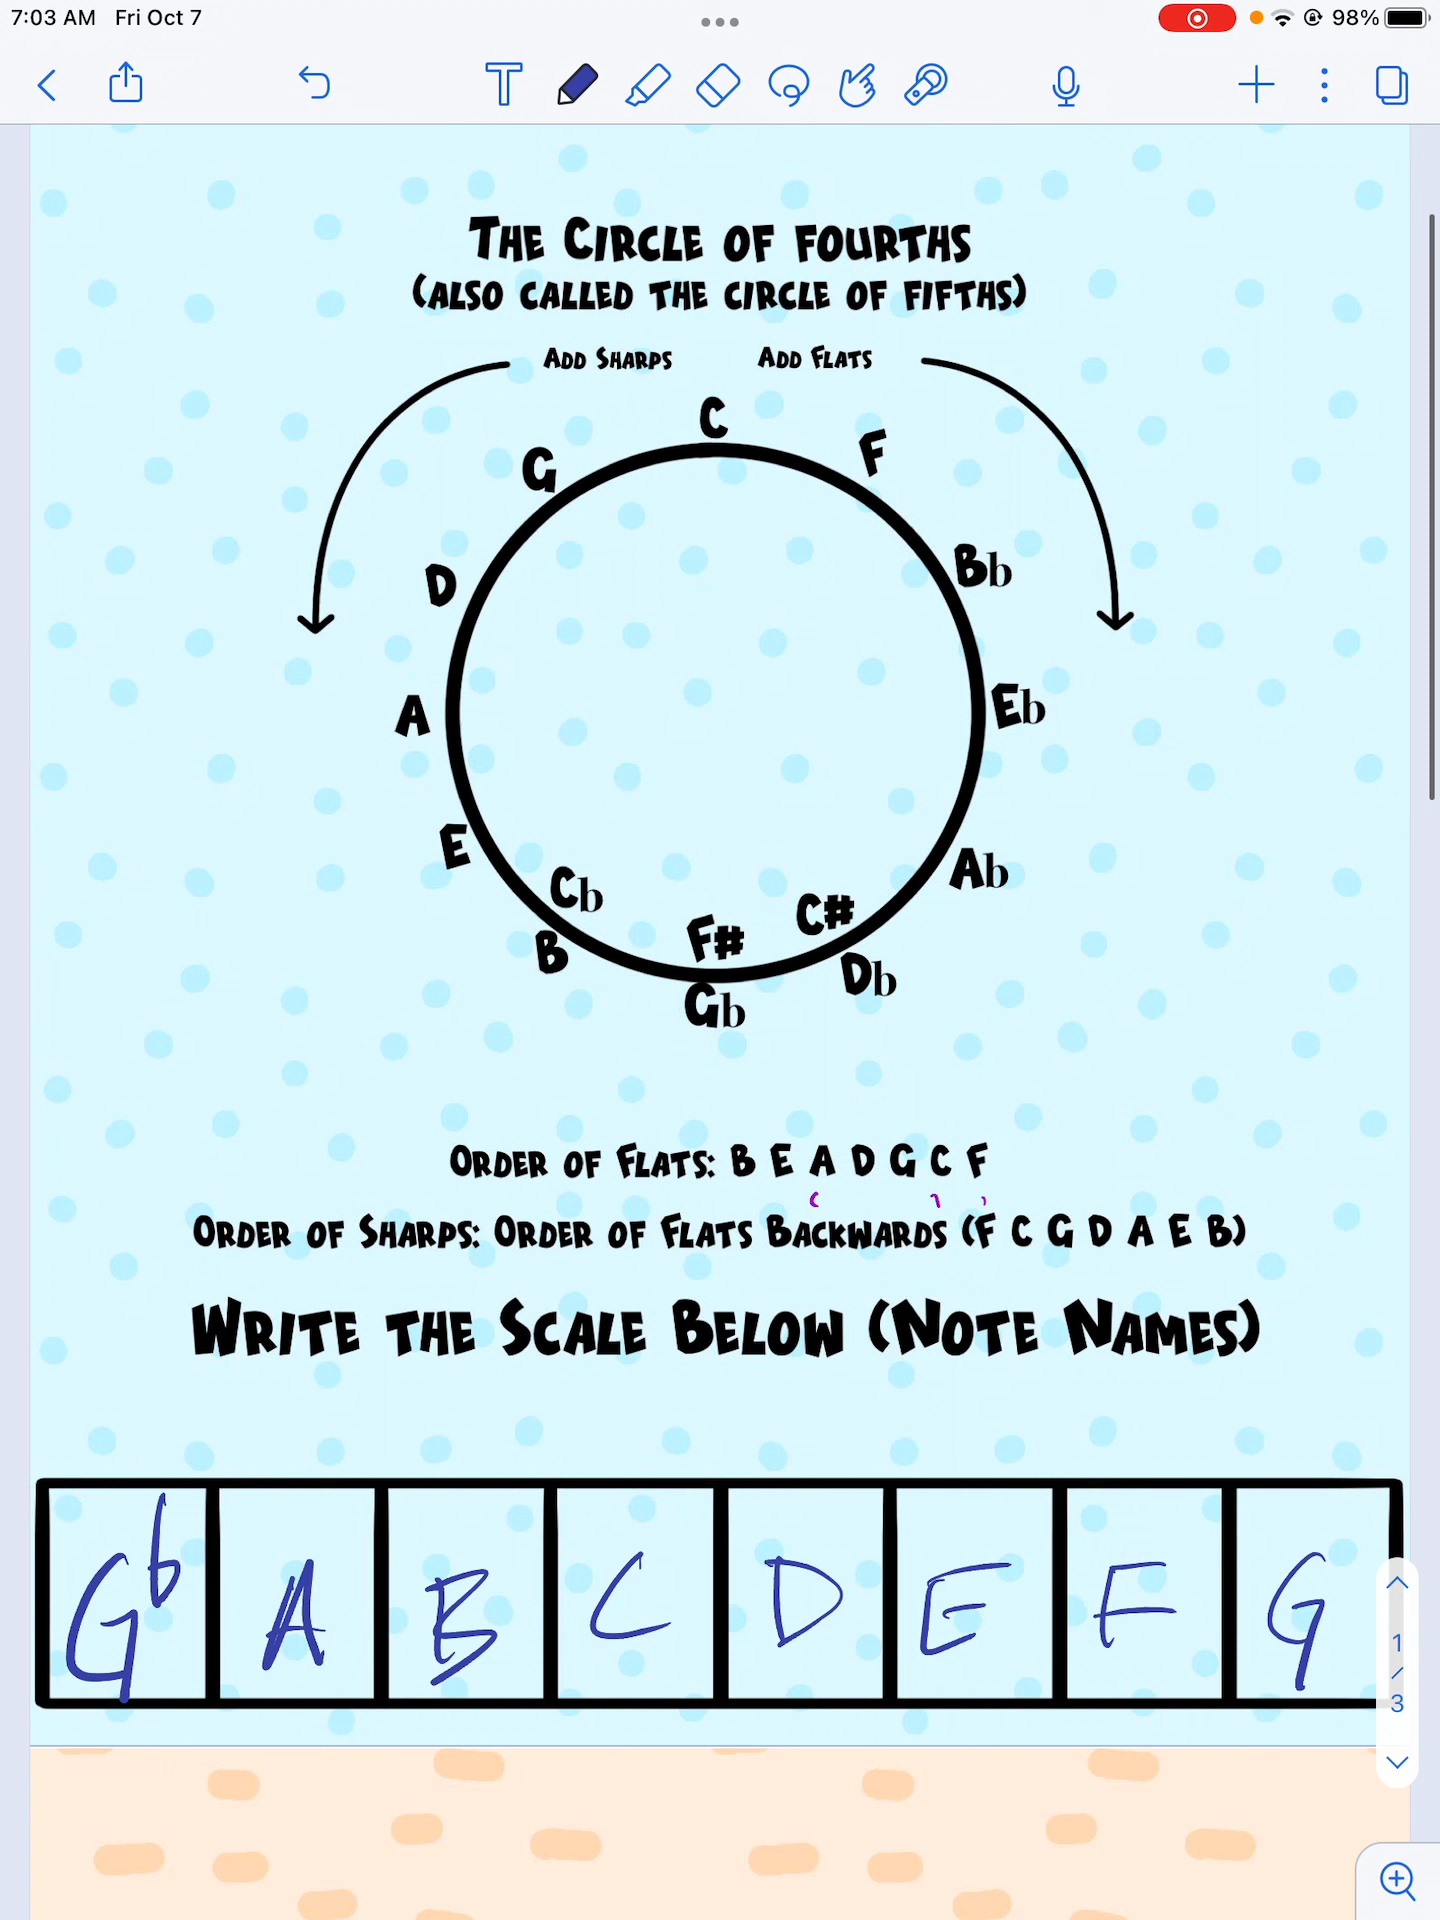 7:03 AM Fri Oct 7
98%
THE CIRCLE OF FOURTHS
(ALSO CALLED THE CIRCLE OF FIFTHS)
ADD SHARPS ADD FLATS
C
G F
D Bb
A Eb
E Ab
Cb C#
B F# Db
Gb
ORDER OF FLATS: B E A D G C F
ORDER OF SHARPS: ORDER OF FLATS BACKWARDS (F C G D A E B)
WRITE THE SCALE BELOW (NOTE NAMES)
Gb A B C D E F G
1
/
3